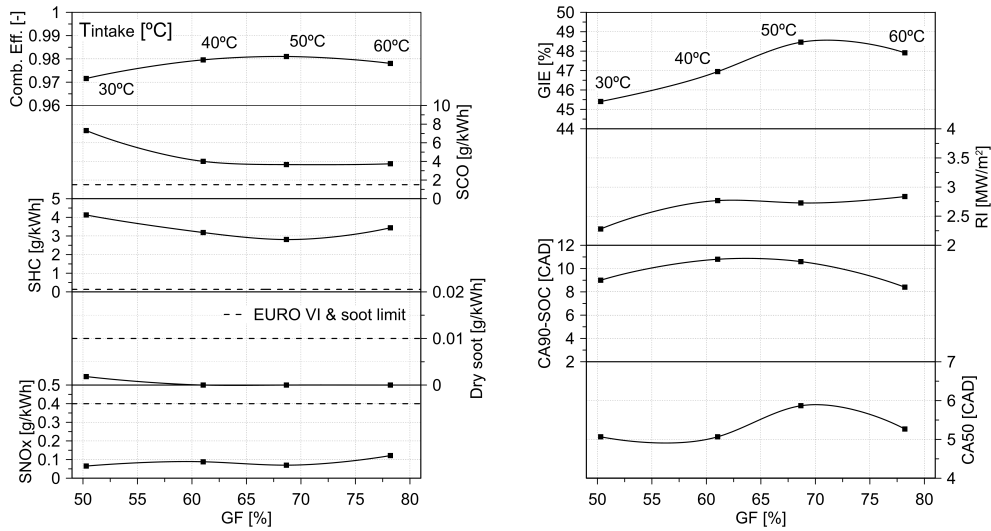 Comb. Eff. [-]
1
0.99
0.98
0.97
0.96
Tintake [ºC]
30ºC
40ºC
50ºC
60ºC
SCO [g/kWh]
10
8
6
4
2
0
SHC [g/kWh]
5
4
3
2
1
0
Dry soot [g/kWh]
0.02
0.01
0
EURO VI & soot limit
SNOx [g/kWh]
0.5
0.4
0.3
0.2
0.1
0
50 55 60 65 70 75 80
GF [%]
GIE [%]
50
49
48
47
46
45
44
30ºC
40ºC
50ºC
60ºC
RI [MW/m²]
4
3.5
3
2.5
2
CA90-SOC [CAD]
12
10
8
6
4
2
CA50 [CAD]
7
6
5
4
50 55 60 65 70 75 80
GF [%]